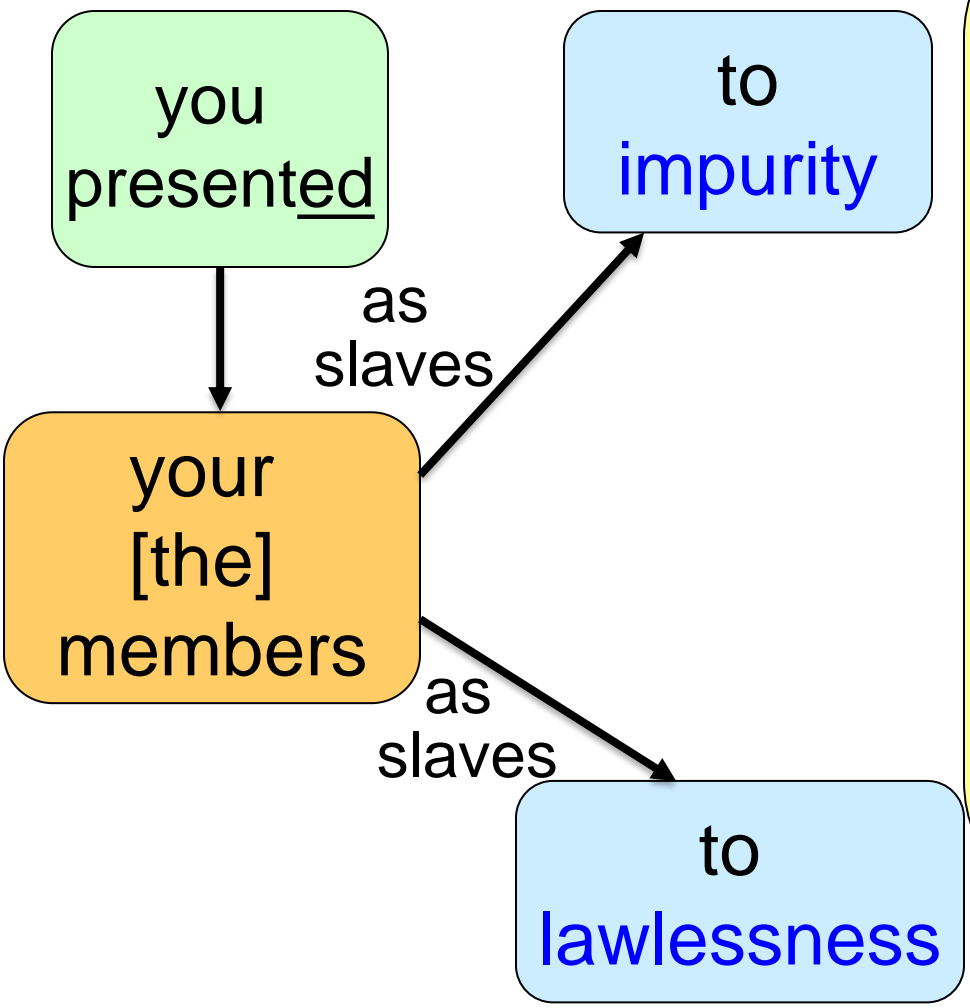 you
presented
to
impurity
as
slaves
your
[the]
members
as
slaves
to
lawlessness